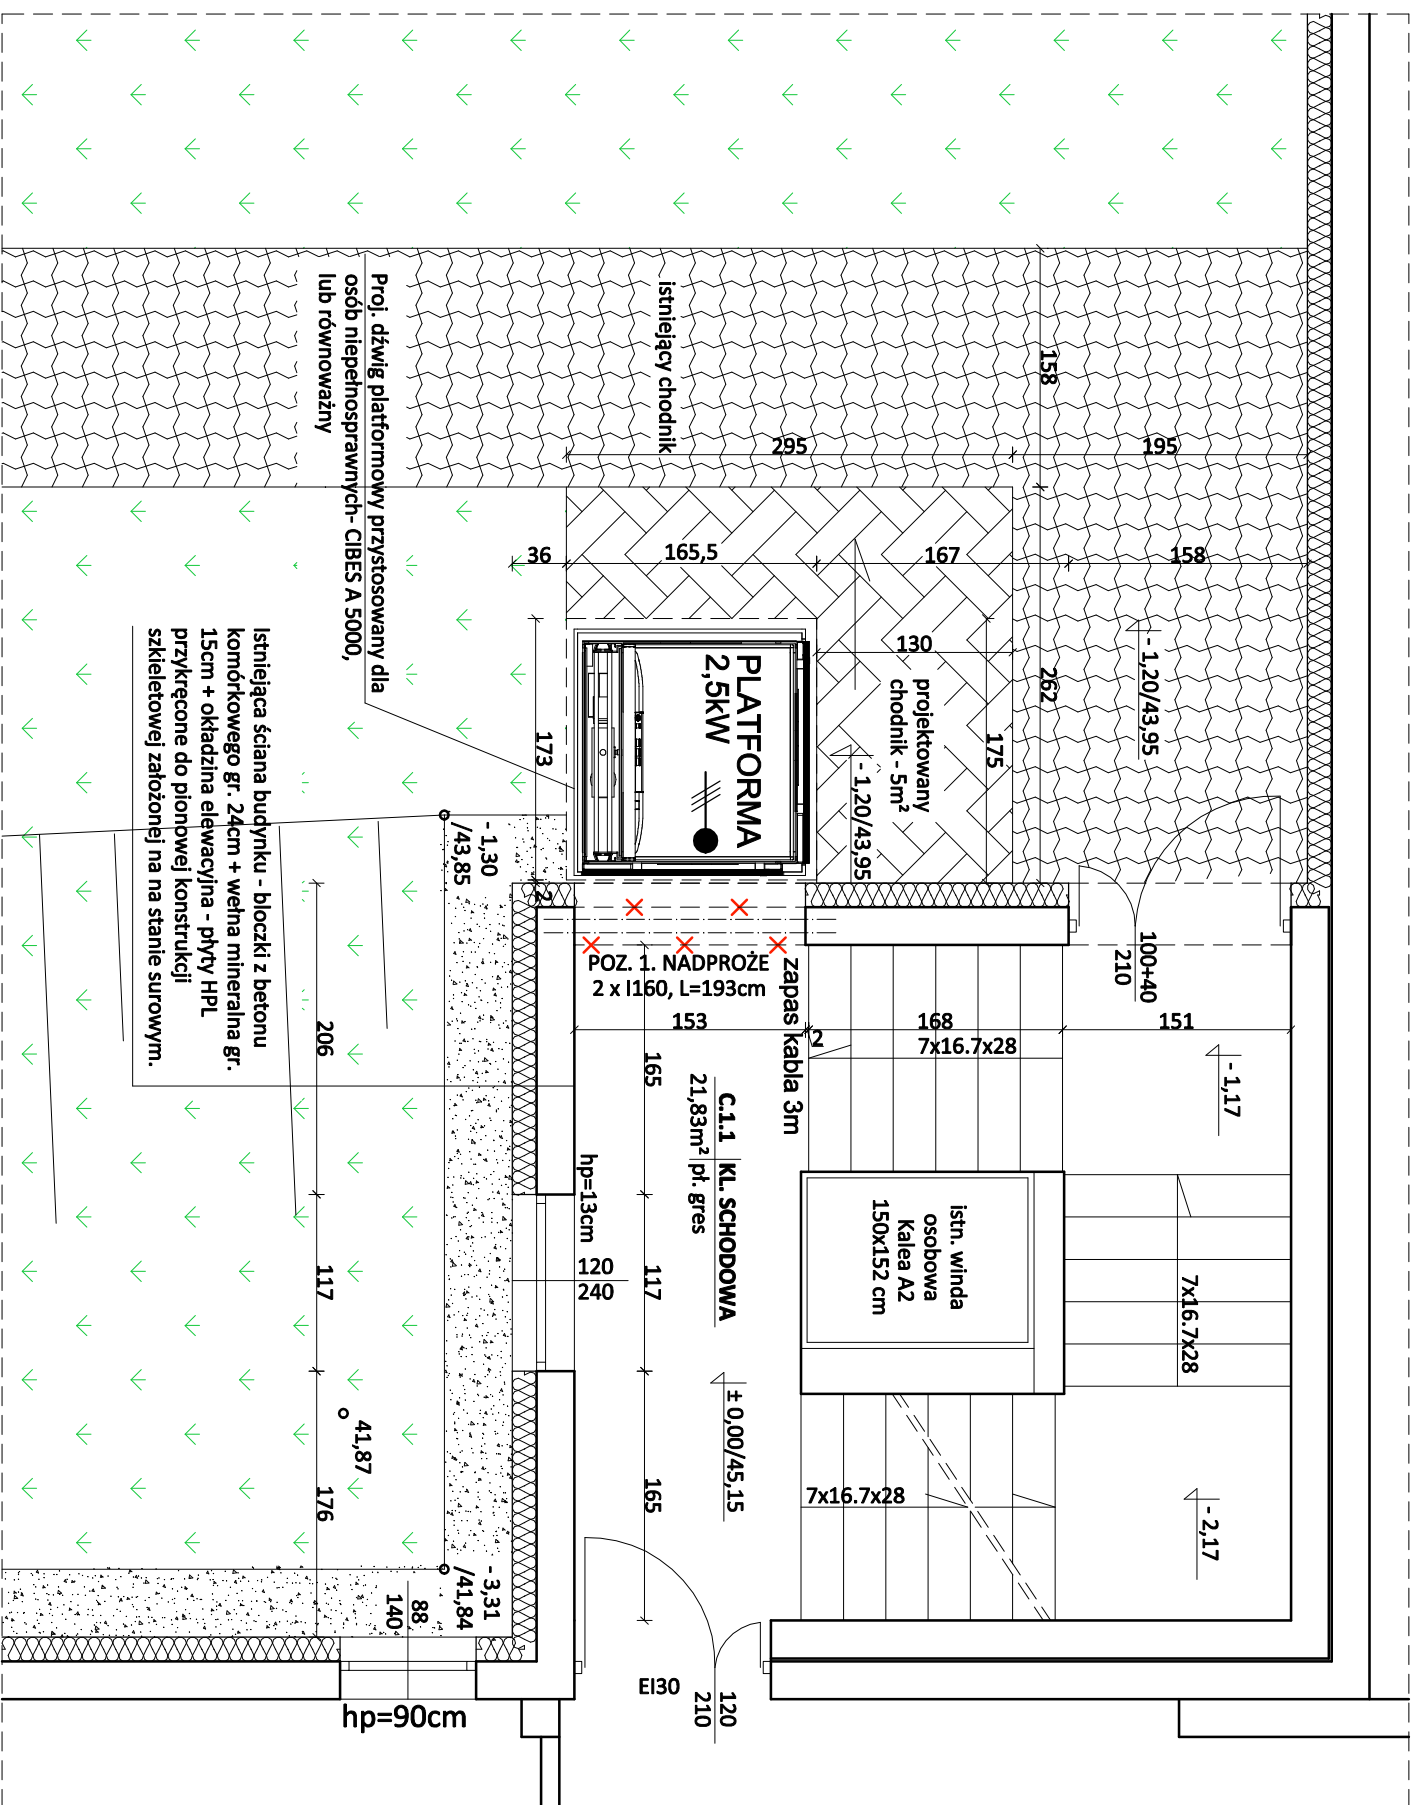 158
istniejący chodnik
295
195
Proj. dźwig platformowy przystosowany dla
osób niepełnosprawnych- CIBES A 5000,
lub równoważny
36
165,5
167
158
130
262
- 1,20/43,95
projektowany
chodnik - 5m²
175
- 1,20/43,95
PLATFORMA
2,5kW
173
Istniejąca ściana budynku - bloczki z betonu
komórkowego gr. 24cm + wełna mineralna gr.
15cm + okładzina elewacyjna - płyty HPL
przykręcone do pionowej konstrukcji
szkieletowej założonej na na stanie surowym.
- 1,30
/43,85
2
POZ. 1. NADPROŻE
2 x I160, L=193cm
zapas kabla 3m
100+40
210
153
2
168
151
7x16.7x28
206
165
- 1,17
C.1.1 KL. SCHODOWA
21,83m² pł. gres
hp=13cm
120
240
117
117
istn. winda
osobowa
Kalea A2
150x152 cm
7x16.7x28
± 0,00/45,15
41,87
176
165
7x16.7x28
- 2,17
- 3,31
/41,84
88
140
hp=90cm
EI30
120
210